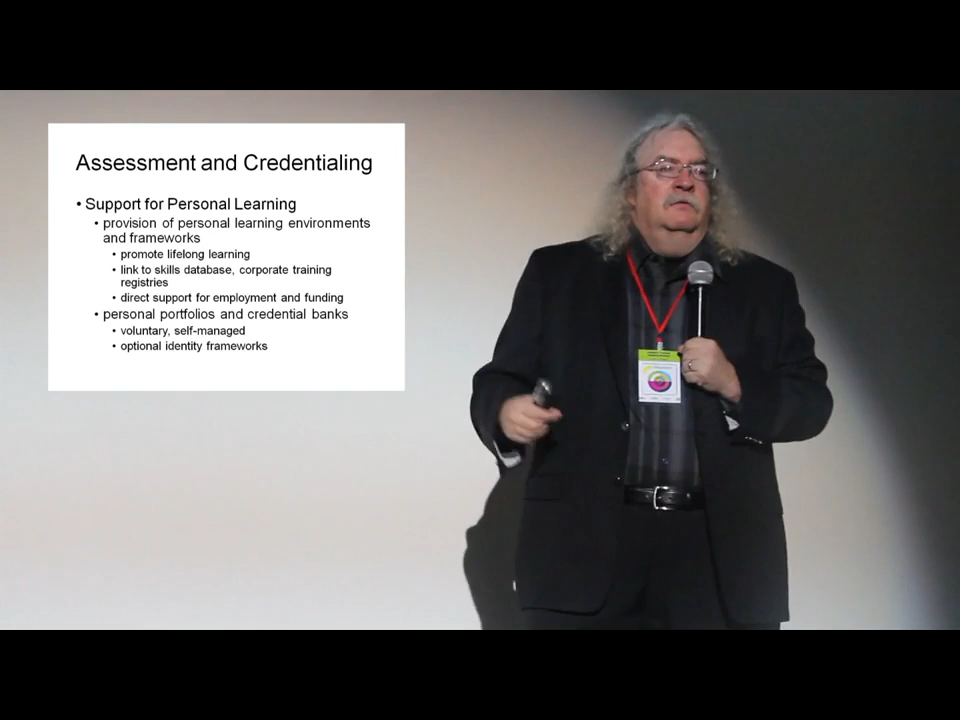 Assessment and Credentialing
• Support for Personal Learning
• provision of personal learning environments
and frameworks
• promote lifelong learning
• link to skills database, corporate training
registries
• direct support for employment and funding
• personal portfolios and credential banks
• voluntary, self-managed
• optional identity frameworks